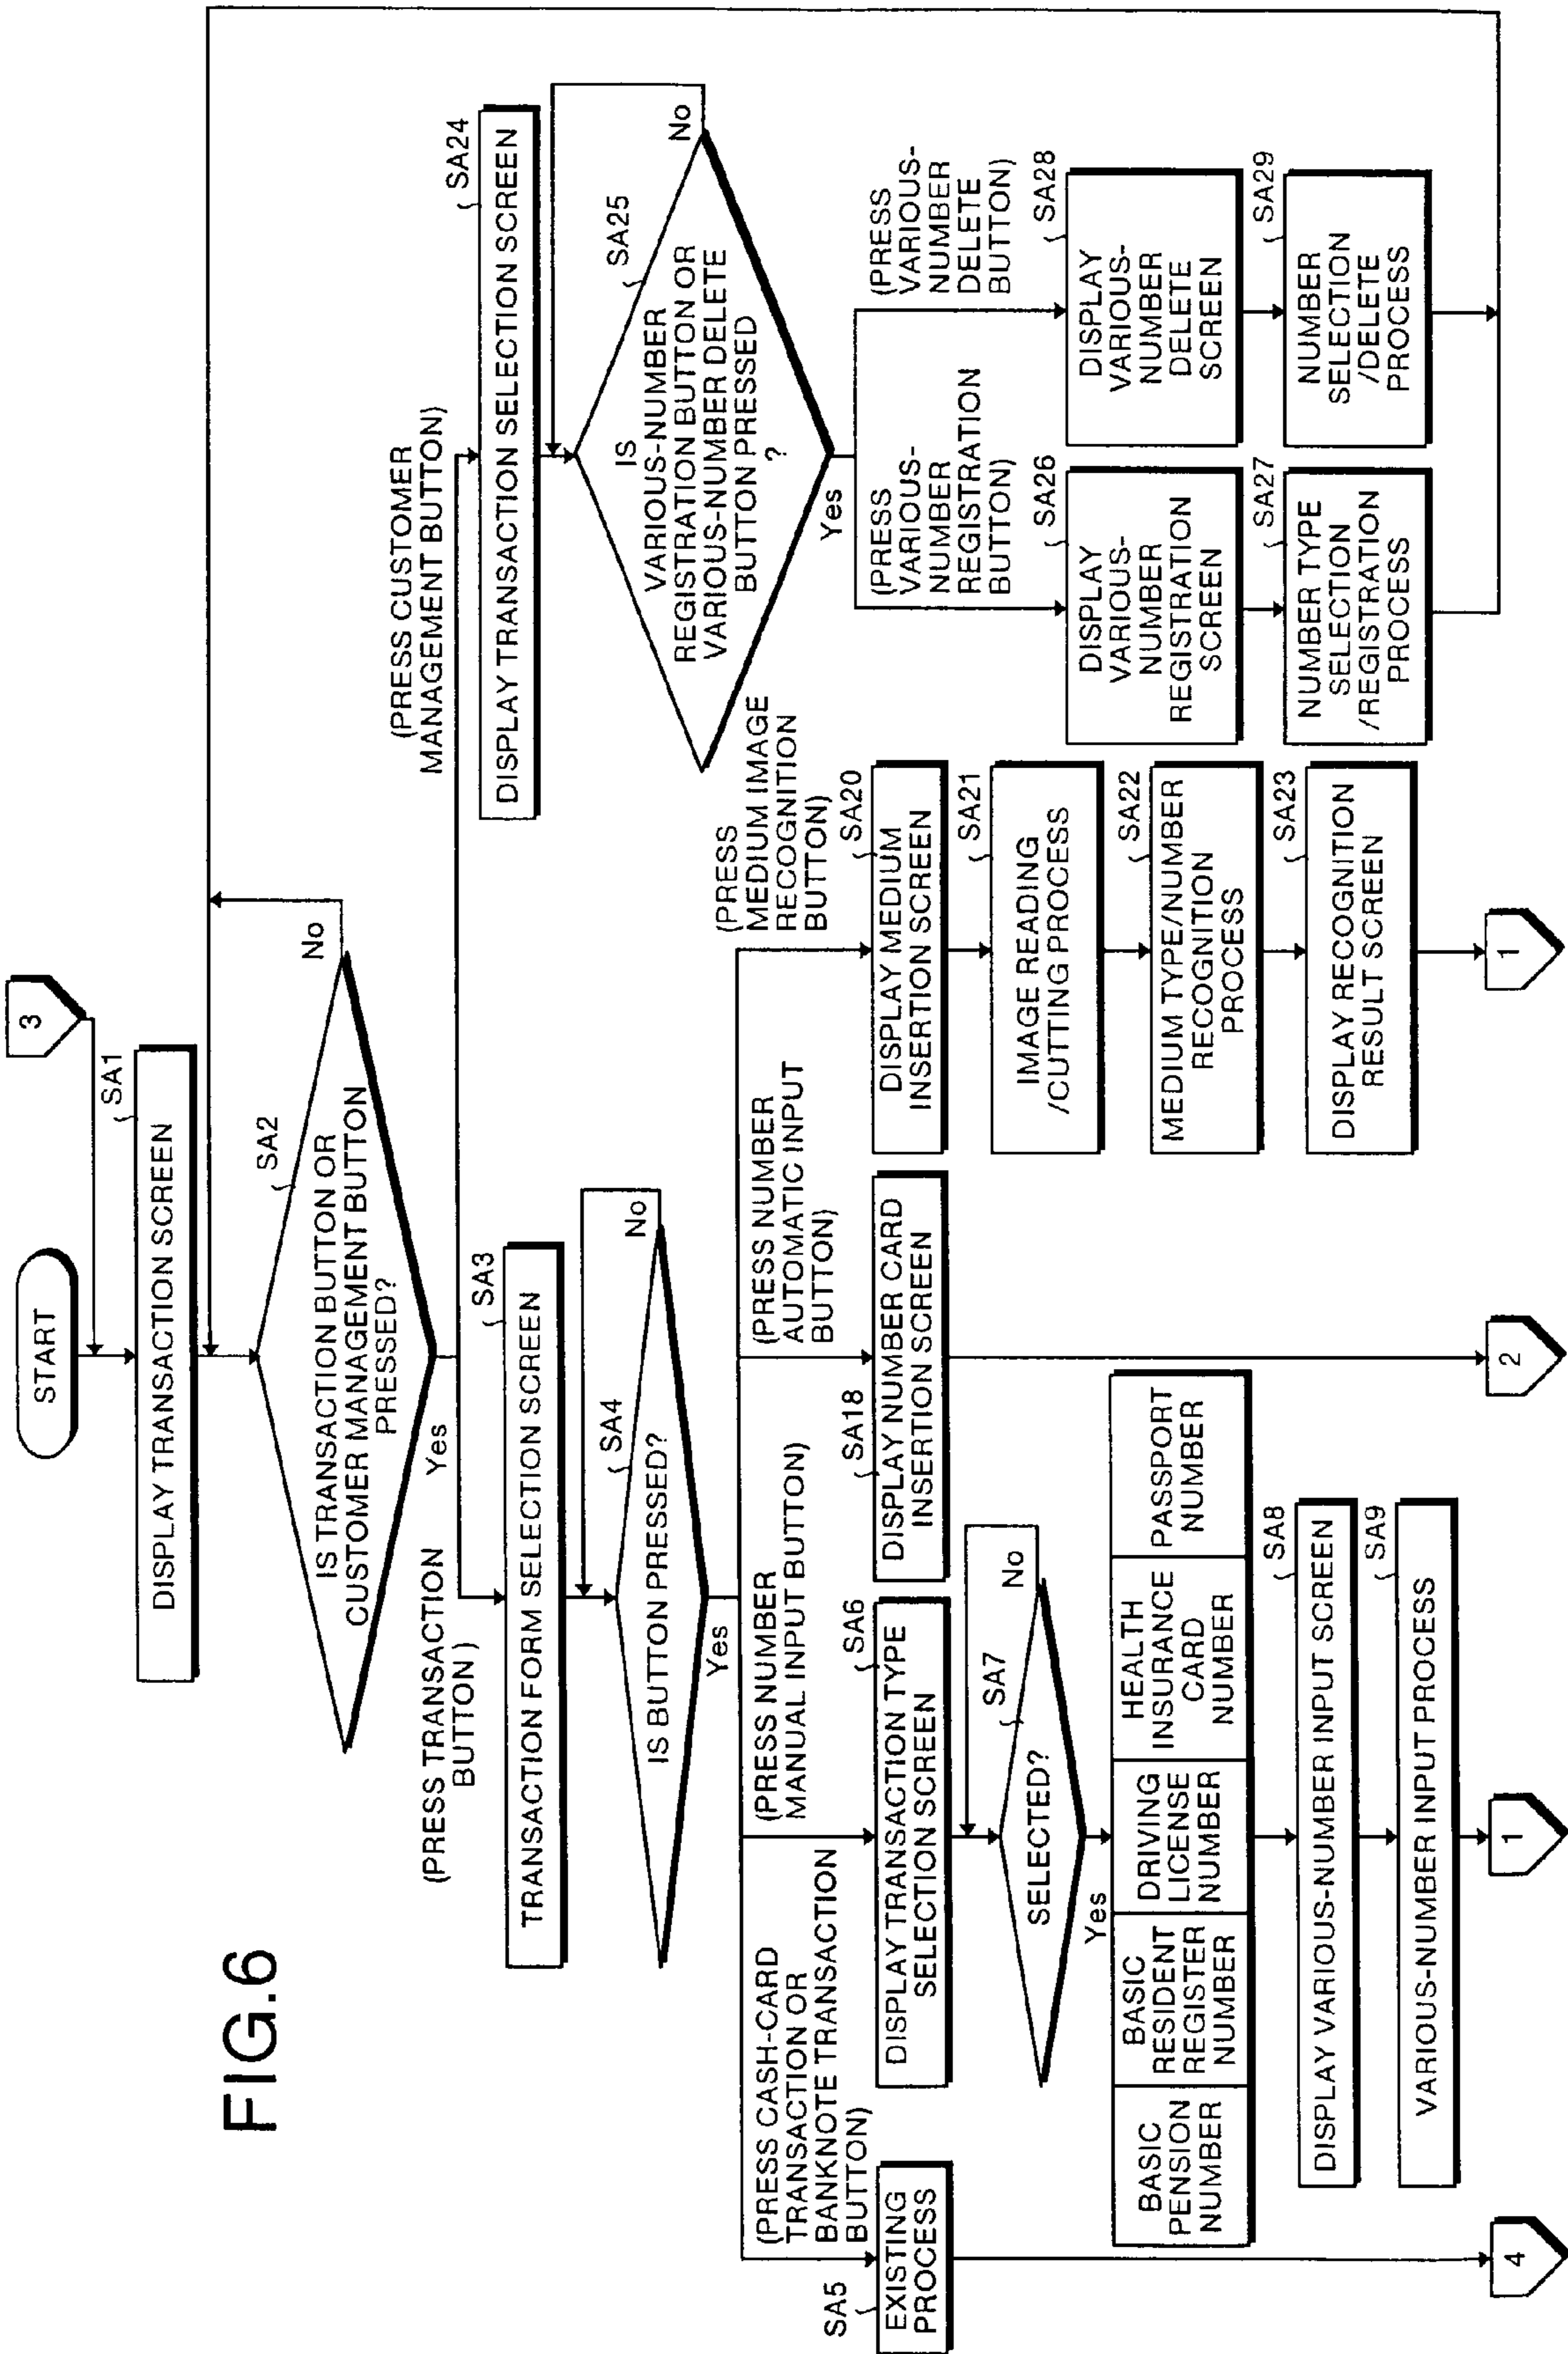 FIG.6
START
3
SA1
DISPLAY TRANSACTION SCREEN
SA2
IS TRANSACTION BUTTON OR
CUSTOMER MANAGEMENT BUTTON
PRESSED?
No
Yes
(PRESS TRANSACTION
BUTTON )
(PRESS CUSTOMER
MANAGEMENT BUTTON)
SA3
TRANSACTION FORM SELECTION SCREEN
SA4
IS BUTTON PRESSED?
No
Yes
(PRESS CASH-CARD
TRANSACTION OR
BANKNOTE TRANSACTION
BUTTON)
SA5
EXISTING
PROCESS
4
(PRESS NUMBER
MANUAL INPUT BUTTON)
SA6
DISPLAY TRANSACTION TYPE
SELECTION SCREEN
SA7
SELECTED?
No
Yes
BASIC
PENSION
NUMBER
BASIC
RESIDENT
REGISTER
NUMBER
DRIVING
LICENSE
NUMBER
HEALTH
INSURANCE
CARD
NUMBER
PASSPORT
NUMBER
SA8
DISPLAY VARIOUS-NUMBER INPUT SCREEN
SA9
VARIOUS-NUMBER INPUT PROCESS
1
(PRESS NUMBER
AUTOMATIC INPUT
BUTTON)
SA18
DISPLAY NUMBER CARD
INSERTION SCREEN
2
(PRESS
MEDIUM IMAGE
RECOGNITION
BUTTON)
SA20
DISPLAY MEDIUM
INSERTION SCREEN
SA21
IMAGE READING
/CUTTING PROCESS
SA22
MEDIUM TYPE/NUMBER
RECOGNITION
PROCESS
SA23
DISPLAY RECOGNITION
RESULT SCREEN
1
SA24
DISPLAY TRANSACTION SELECTION SCREEN
SA25
IS
VARIOUS-NUMBER
REGISTRATION BUTTON OR
VARIOUS-NUMBER DELETE
BUTTON PRESSED
?
No
Yes
(PRESS
VARIOUS-
NUMBER
REGISTRATION
BUTTON)
SA26
DISPLAY
VARIOUS-
NUMBER
REGISTRATION
SCREEN
SA27
NUMBER TYPE
SELECTION
/REGISTRATION
PROCESS
(PRESS
VARIOUS-
NUMBER
DELETE
BUTTON)
SA28
DISPLAY
VARIOUS-
NUMBER
DELETE
SCREEN
SA29
NUMBER
SELECTION
/DELETE
PROCESS